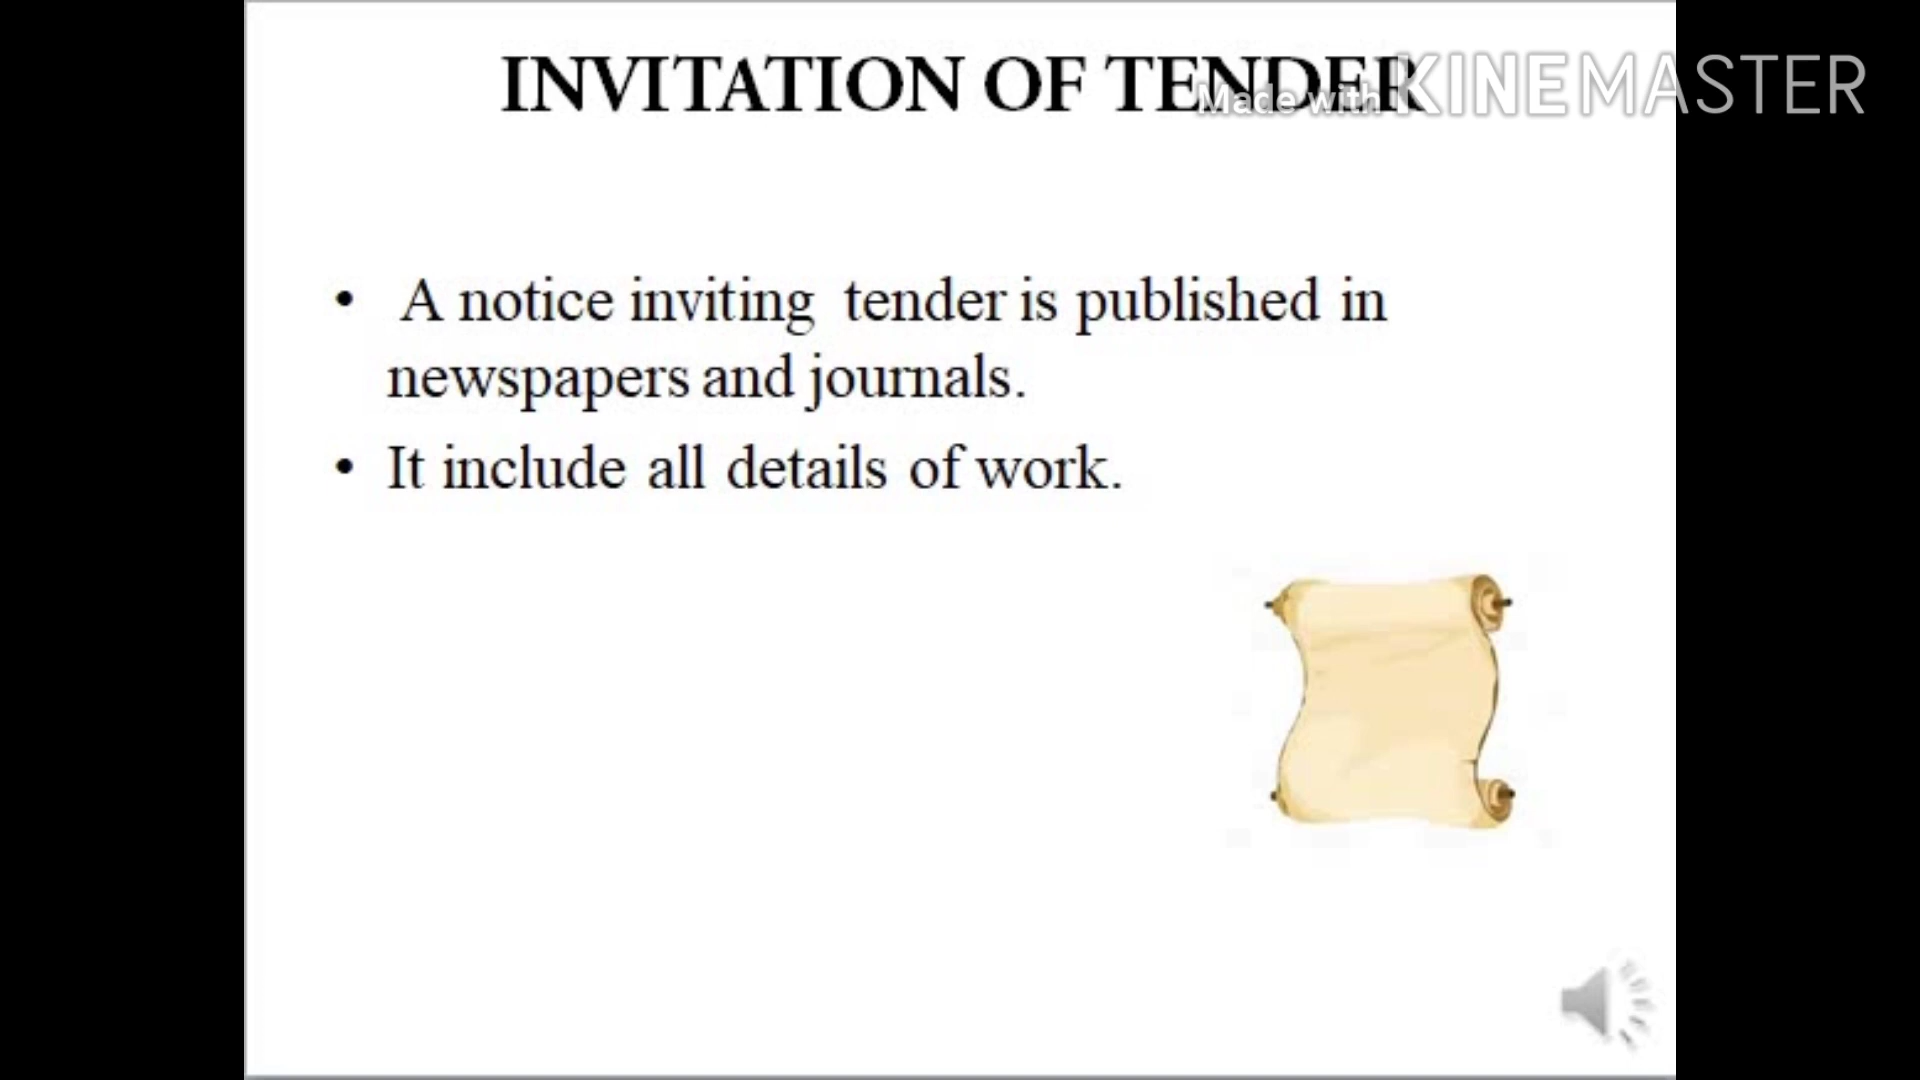 INVITATION OF TENDER
Made with KINEMASTER
• A notice inviting tender is published in
newspapers and journals.
• It include all details of work.